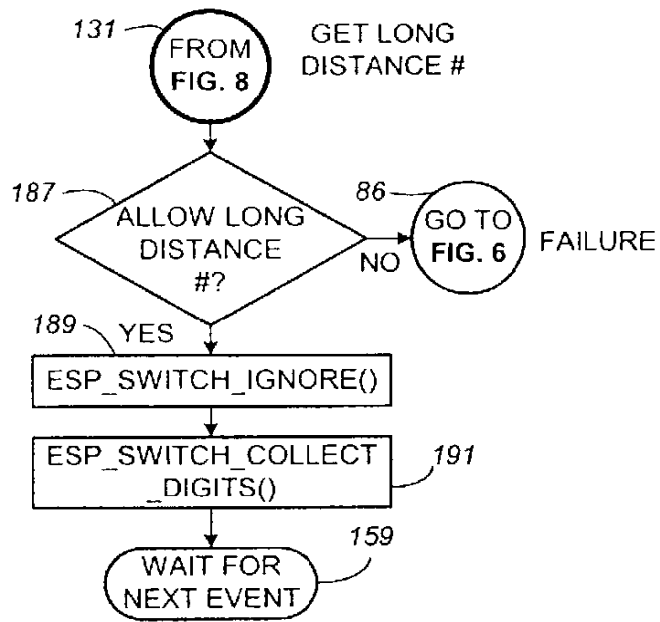 131
FROM
FIG. 8
GET LONG
DISTANCE #
187
ALLOW LONG
DISTANCE
#?
NO
86
GO TO
FIG. 6
FAILURE
YES
189
ESP_SWITCH_IGNORE()
ESP_SWITCH_COLLECT
_DIGITS()
191
WAIT FOR
NEXT EVENT
159